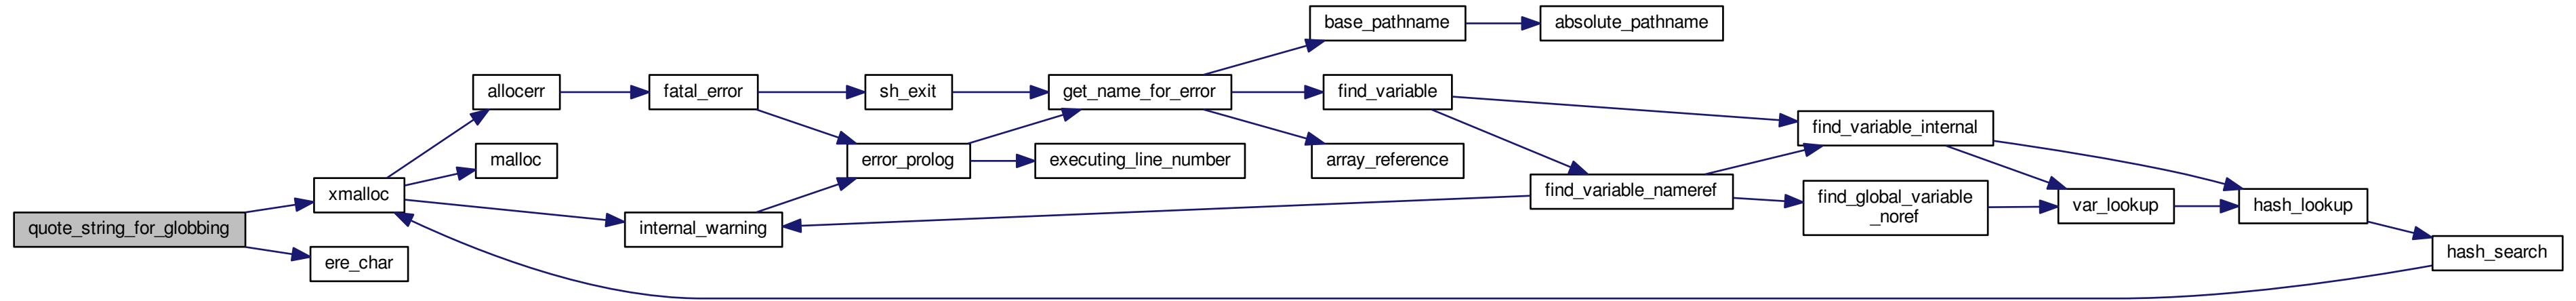 base_pathname
absolute_pathname
allocerr
fatal_error
sh_exit
get_name_for_error
find_variable
find_variable_internal
malloc
error_prolog
executing_line_number
array_reference
xmalloc
find_variable_nameref
find_global_variable
_noref
var_lookup
hash_lookup
quote_string_for_globbing
internal_warning
ere_char
hash_search